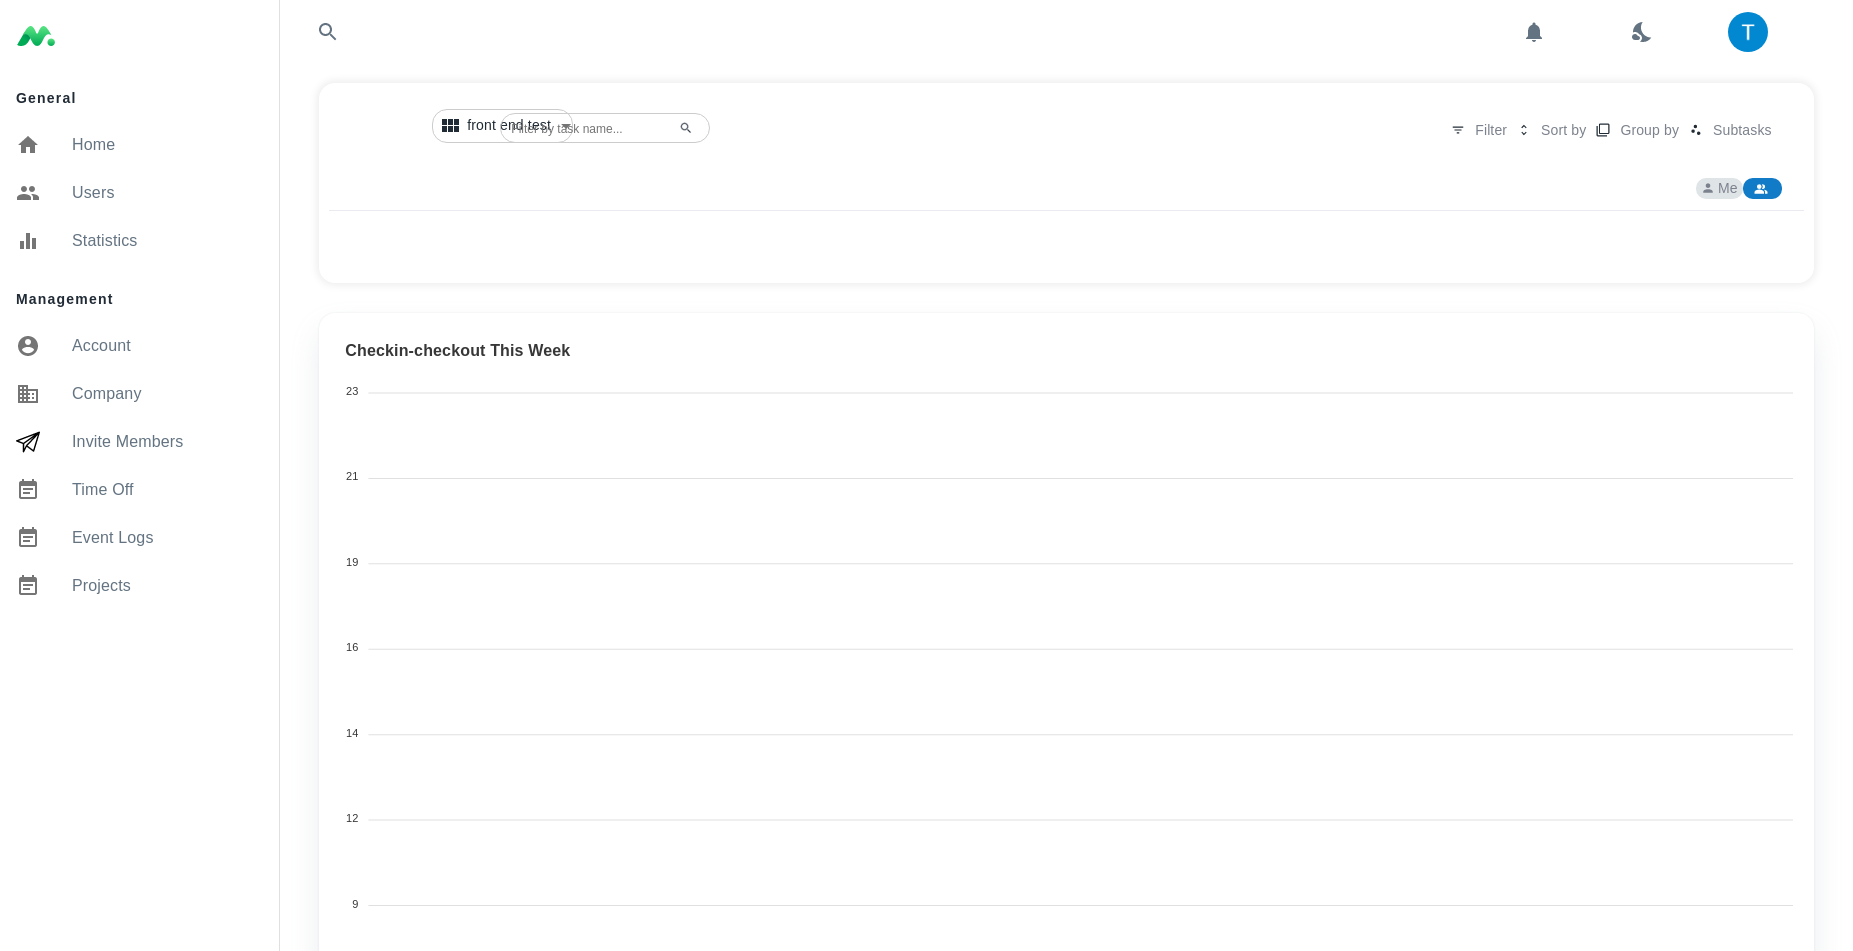 T
General
Home
Users
Statistics
Management
Account
Company
Invite Members
Time Off
Event Logs
Projects
front end test
Filter by task name...
Filter
Sort by
Group by
Subtasks
Me
Checkin-checkout This Week
23
21
19
16
14
12
9